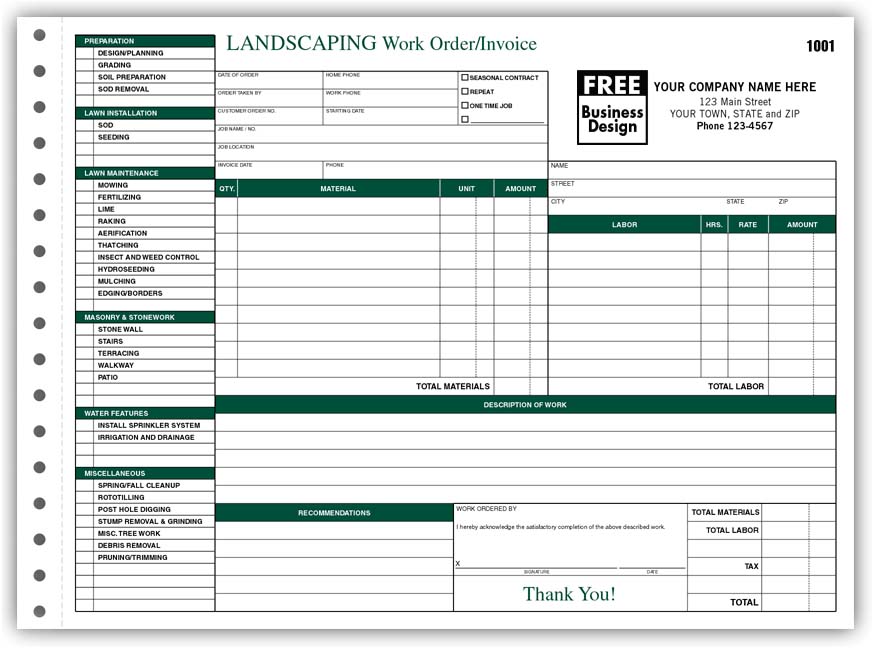 LANDSCAPING Work Order/Invoice
1001
PREPARATION
DESIGN/PLANNING
GRADING
SOIL PREPARATION
SOD REMOVAL
LAWN INSTALLATION
SOD
SEEDING
LAWN MAINTENANCE
MOWING
FERTILIZING
LIME
RAKING
AERIFICATION
THATCHING
INSECT AND WEED CONTROL
HYDROSEEDING
MULCHING
EDGING/BORDERS
MASONRY & STONEWORK
STONE WALL
STAIRS
TERRACING
WALKWAY
PATIO
WATER FEATURES
INSTALL SPRINKLER SYSTEM
IRRIGATION AND DRAINAGE
MISCELLANEOUS
SPRING/FALL CLEANUP
ROTOTILLING
POST HOLE DIGGING
STUMP REMOVAL & GRINDING
MISC. TREE WORK
DEBRIS REMOVAL
PRUNING/TRIMMING
DATE OF ORDER HOME PHONE
ORDER TAKEN BY WORK PHONE
CUSTOMER ORDER NO. STARTING DATE
JOB NAME / NO.
JOB LOCATION
INVOICE DATE PHONE
SEASONAL CONTRACT
REPEAT
ONE TIME JOB
FREE
Business
Design
YOUR COMPANY NAME HERE
123 Main Street
YOUR TOWN, STATE and ZIP
Phone 123-4567
NAME
STREET
CITY STATE ZIP
QTY. MATERIAL UNIT AMOUNT
LABOR HRS. RATE AMOUNT
TOTAL MATERIALS
TOTAL LABOR
DESCRIPTION OF WORK
RECOMMENDATIONS
WORK ORDERED BY
I hereby acknowledge the satisfactory completion of the above described work.
X
SIGNATURE DATE
Thank You!
TOTAL MATERIALS
TOTAL LABOR
TAX
TOTAL